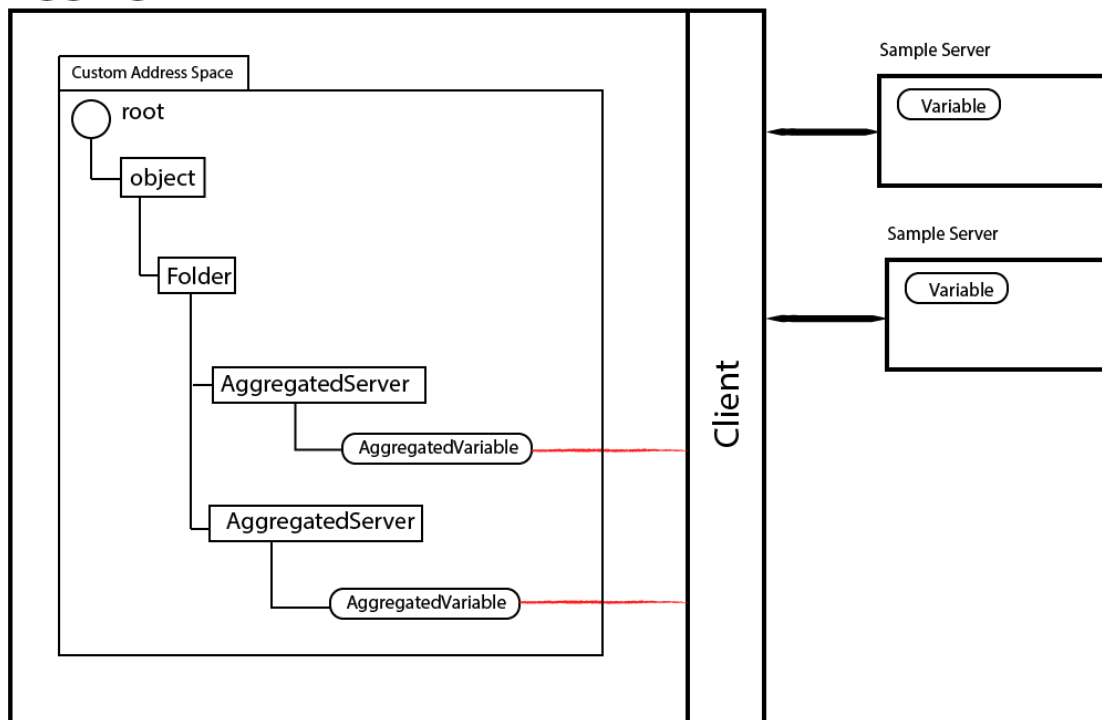 Custom Address Space
root
object
Folder
AggregatedServer
AggregatedVariable
AggregatedServer
AggregatedVariable
Client
Sample Server
Variable
Sample Server
Variable